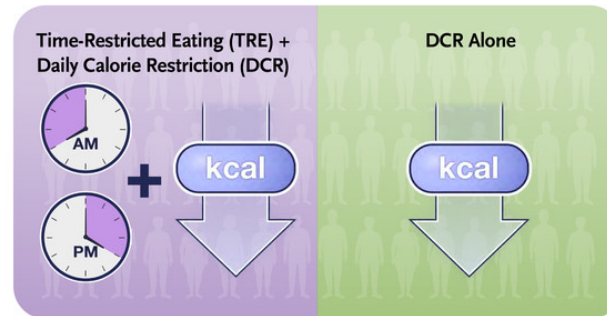 Time-Restricted Eating (TRE) +
Daily Calorie Restriction (DCR)
AM
+
kcal
PM
DCR Alone
kcal